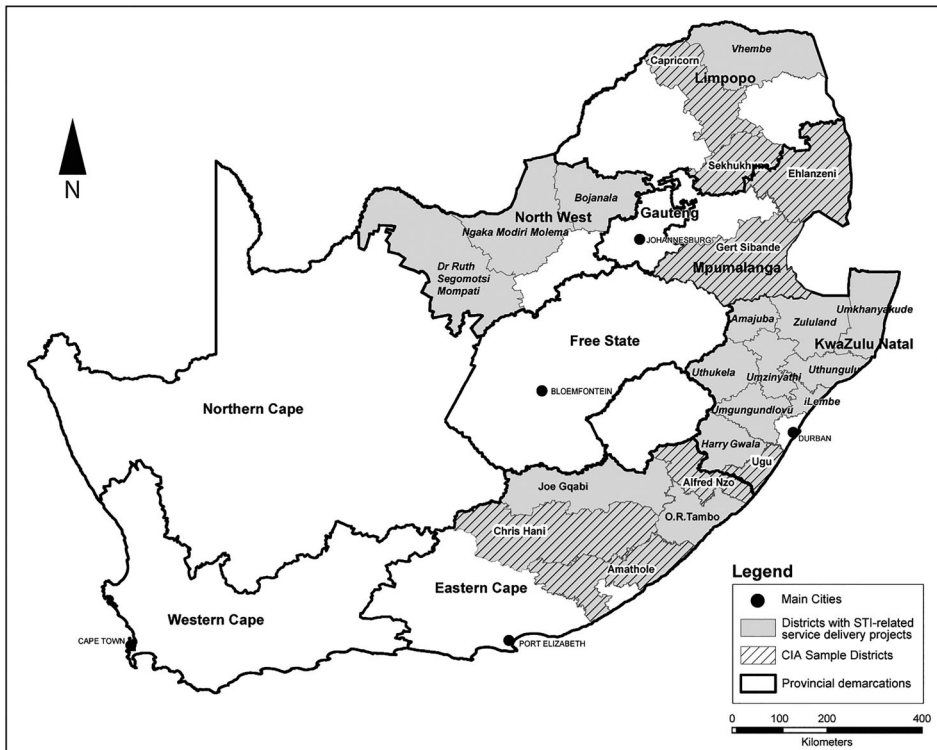 Vhembe
Capricorn
Limpopo
Sekhukhune
Ehlanzeni
Bojanala
North West
Gauteng
Ngaka Modiri Molema
JOHANNESBURG
Gert Sibande
Mpumalanga
Dr Ruth
Segomotsi
Mompati
N
Umkhanyakude
Amajuba
Zululand
KwaZulu Natal
Free State
Uthukela
Umzinyathi
Uthungulu
BLOEMFONTEIN
iLembe
Umgungundlovu
Northern Cape
DURBAN
Harry Gwala
Ugu
Alfred Nzo
Joe Gqabi
O.R.Tambo
Chris Hani
Amathole
Eastern Cape
Western Cape
CAPE TOWN
PORT ELIZABETH
Legend
Main Cities
Districts with STI-related
service delivery projects
CIA Sample Districts
Provincial demarcations
0 100 200 400
Kilometers